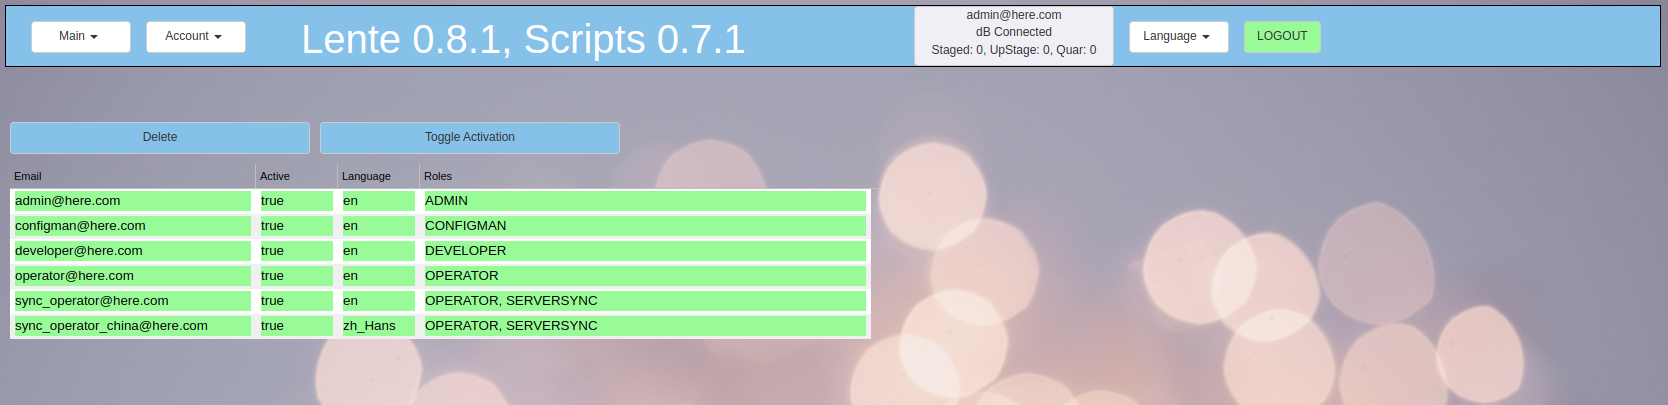 Main Account Lente 0.8.1, Scripts 0.7.1
admin@here.com
dB Connected
Staged: 0, UpStage: 0, Quar: 0
Language LOGOUT
Delete Toggle Activation
Email Active Language Roles
admin@here.com true en ADMIN
configman@here.com true en CONFIGMAN
developer@here.com true en DEVELOPER
operator@here.com true en OPERATOR
sync_operator@here.com true en OPERATOR, SERVERSYNC
sync_operator_china@here.com true zh_Hans OPERATOR, SERVERSYNC